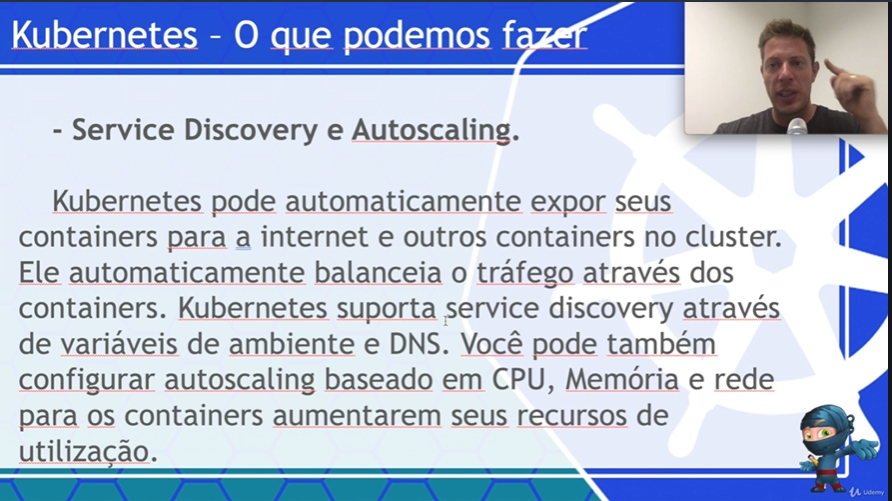 Kubernetes – O que podemos fazer
- Service Discovery e Autoscaling.
Kubernetes pode automaticamente expor seus
containers para a internet e outros containers no cluster.
Ele automaticamente balanceia o tráfego através dos
containers. Kubernetes suporta service discovery através
de variáveis de ambiente e DNS. Você pode também
configurar autoscaling baseado em CPU, Memória e rede
para os containers aumentarem seus recursos de
utilização.
Udemy